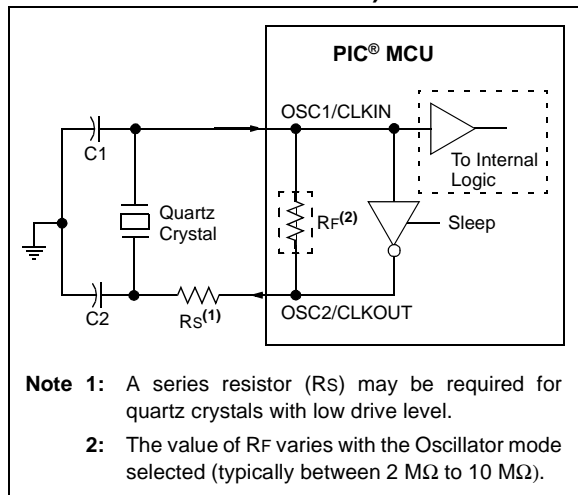 PIC® MCU
OSC1/CLKIN
C1
To Internal
Logic
Quartz
Crystal
RF(2)
Sleep
C2
RS(1)
OSC2/CLKOUT
Note 1: A series resistor (RS) may be required for
quartz crystals with low drive level.
2: The value of RF varies with the Oscillator mode
selected (typically between 2 MΩ to 10 MΩ).